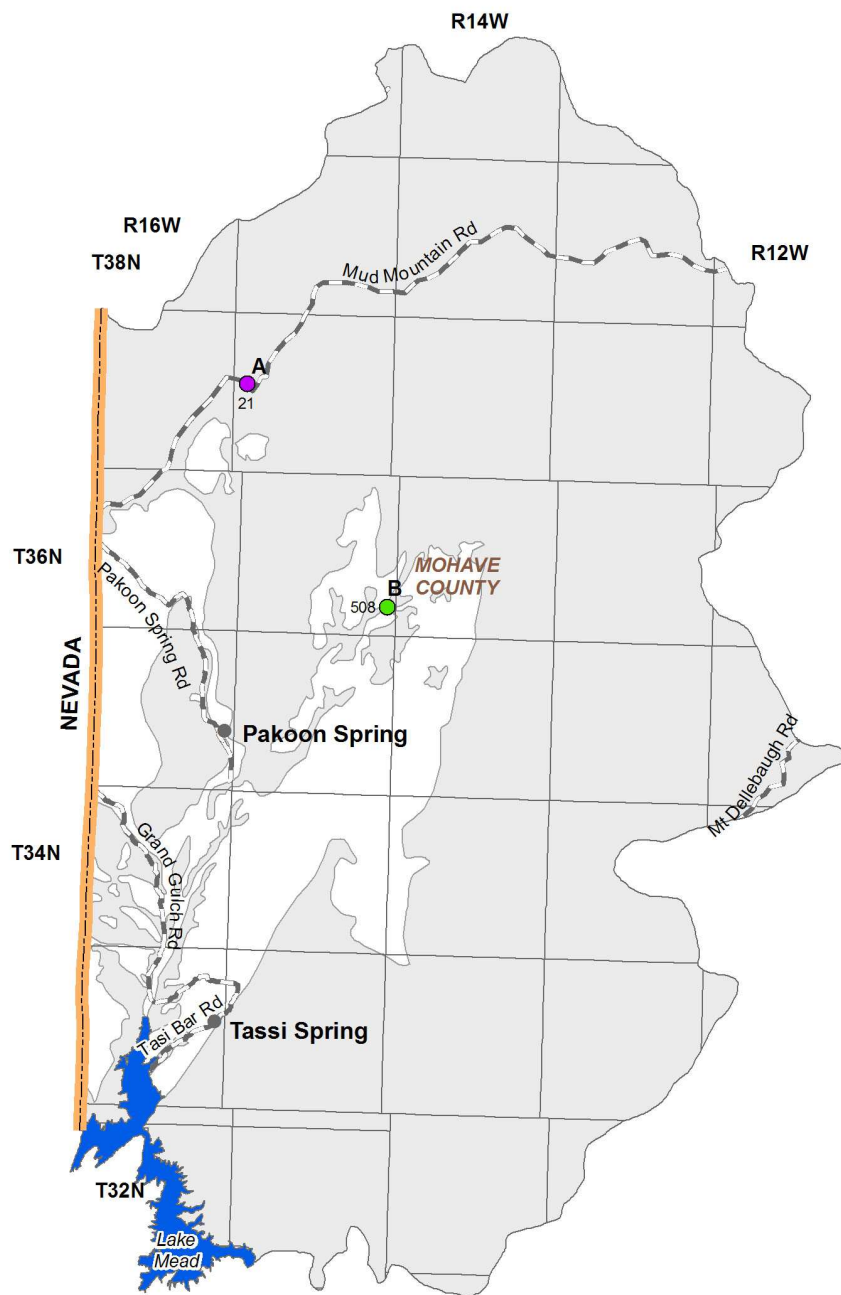 R14W
R16W
T38N
Mud Mountain Rd
R12W
A
21
T36N
MOHAVE
COUNTY
B
508
Pakoon Spring Rd
NEVADA
Pakoon Spring
Mt Dellebaugh Rd
T34N
Grand Gulch Rd
Tasi Bar Rd
Tassi Spring
T32N
Lake
Mead